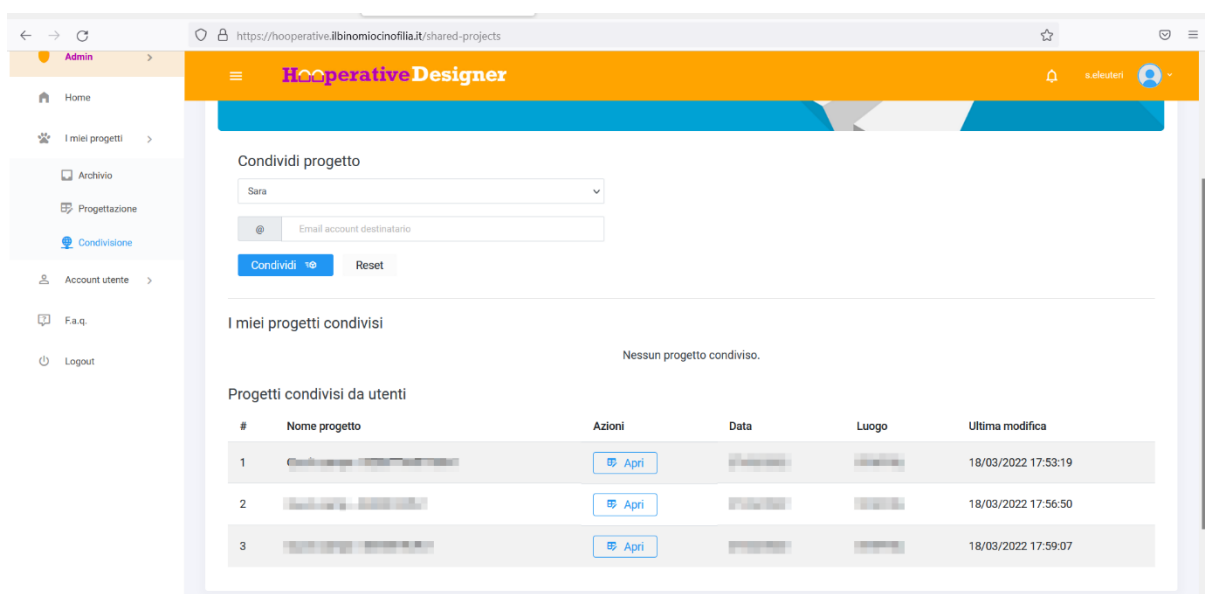 https://hooperative.ilbinomiocinofilia.it/shared-projects
Admin
Home
I miei progetti
Archivio
Progettazione
Condivisione
Account utente
F.a.q.
Logout
Hooperative Designer
a.eleuteri
Condividi progetto
Sara
@ Email account destinatario
Condividi Reset
I miei progetti condivisi
Nessun progetto condiviso.
Progetti condivisi da utenti
# Nome progetto Azioni Data Luogo Ultima modifica
1 Apri 18/03/2022 17:53:19
2 Apri 18/03/2022 17:56:50
3 Apri 18/03/2022 17:59:07